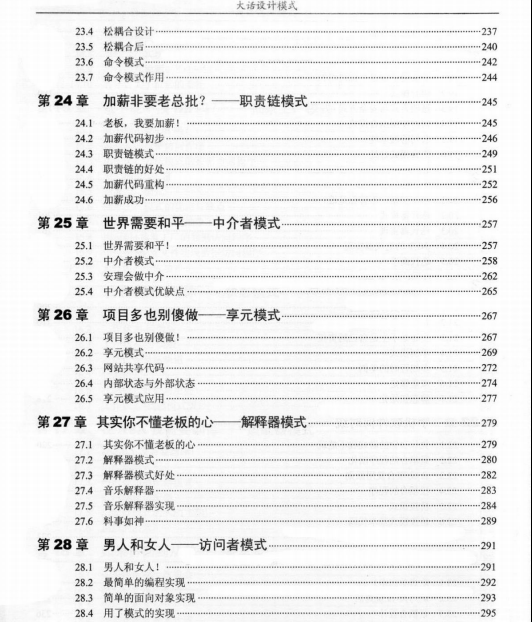 大话设计模式
23.4 松耦合设计 237
23.5 松耦合后 240
23.6 命令模式 242
23.7 命令模式作用 244
第 24 章 加薪非要老总批？——职责链模式 245
24.1 老板，我要加薪！ 245
24.2 加薪代码初步 246
24.3 职责链模式 249
24.4 职责链的好处 251
24.5 加薪代码重构 252
24.6 加薪成功 256
第 25 章 世界需要和平——中介者模式 257
25.1 世界需要和平！ 257
25.2 中介者模式 258
25.3 安理会做中介 262
25.4 中介者模式优缺点 265
第 26 章 项目多也别傻做——享元模式 267
26.1 项目多也别傻做！ 267
26.2 享元模式 269
26.3 网站共享代码 272
26.4 内部状态与外部状态 274
26.5 享元模式应用 277
第 27 章 其实你不懂老板的心——解释器模式 279
27.1 其实你不懂老板的心 279
27.2 解释器模式 280
27.3 解释器模式好处 282
27.4 音乐解释器 283
27.5 音乐解释器实现 284
27.6 料事如神 289
第 28 章 男人和女人——访问者模式 291
28.1 男人和女人！ 291
28.2 最简单的编程实现 292
28.3 简单的面向对象实现 293
28.4 用了模式的实现 295